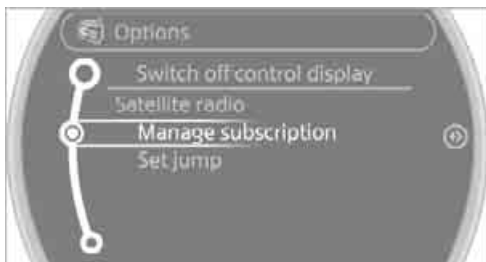 Options
Switch off control display
Satellite radio
Manage subscription
Set jump